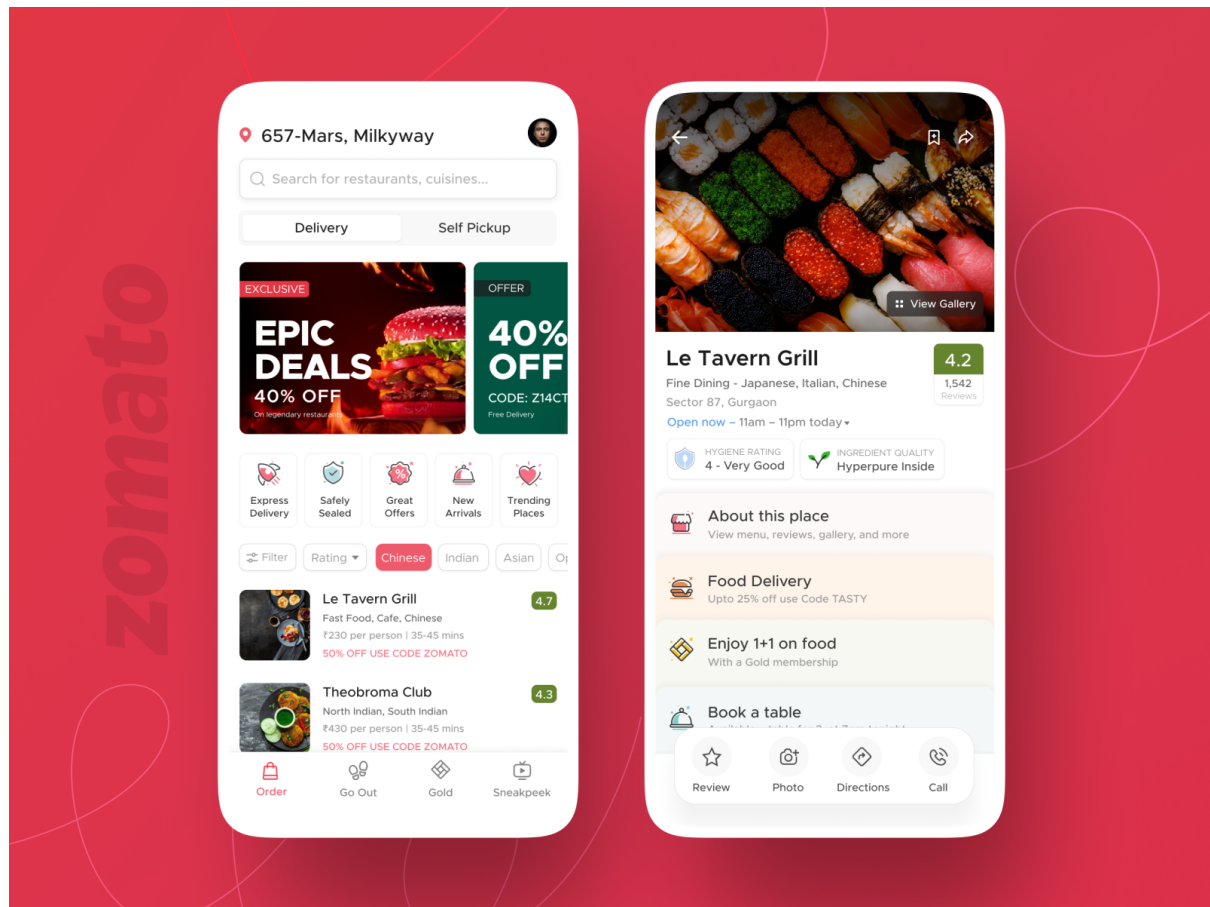 zomato
657-Mars, Milkyway
Search for restaurants, cuisines...
Delivery
Self Pickup
EXCLUSIVE
EPIC
DEALS
40% OFF
On legendary restaurants
OFFER
40%
OFF
CODE: Z14CT
Free Delivery
Express
Delivery
Safely
Sealed
Great
Offers
New
Arrivals
Trending
Places
Filter
Rating
Chinese
Indian
Asian
Le Tavern Grill
4.7
Fast Food, Cafe, Chinese
₹230 per person | 35-45 mins
50% OFF USE CODE ZOMATO
Theobroma Club
4.3
North Indian, South Indian
₹430 per person | 35-45 mins
50% OFF USE CODE ZOMATO
Order
Go Out
Gold
Sneakpeek
View Gallery
Le Tavern Grill
4.2
Fine Dining - Japanese, Italian, Chinese
1,542
Reviews
Sector 87, Gurgaon
Open now – 11am – 11pm today
HYGIENE RATING
4 - Very Good
INGREDIENT QUALITY
Hyperpure Inside
About this place
View menu, reviews, gallery, and more
Food Delivery
Upto 25% off use Code TASTY
Enjoy 1+1 on food
With a Gold membership
Book a table
Review
Photo
Directions
Call